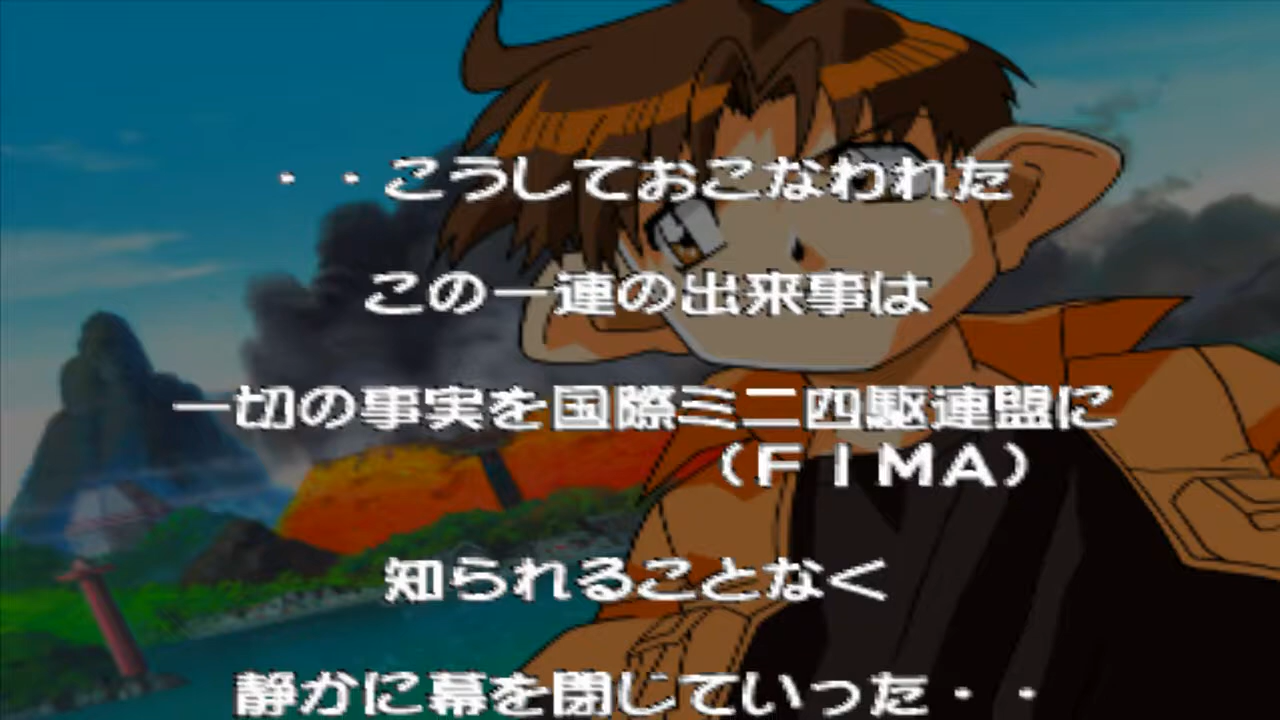 ・・こうしておこなわれた
この一連の出来事は
一切の事実を国際ミニ四駆連盟に
（ＦＩＭＡ）
知られることなく
静かに幕を閉じていった・・